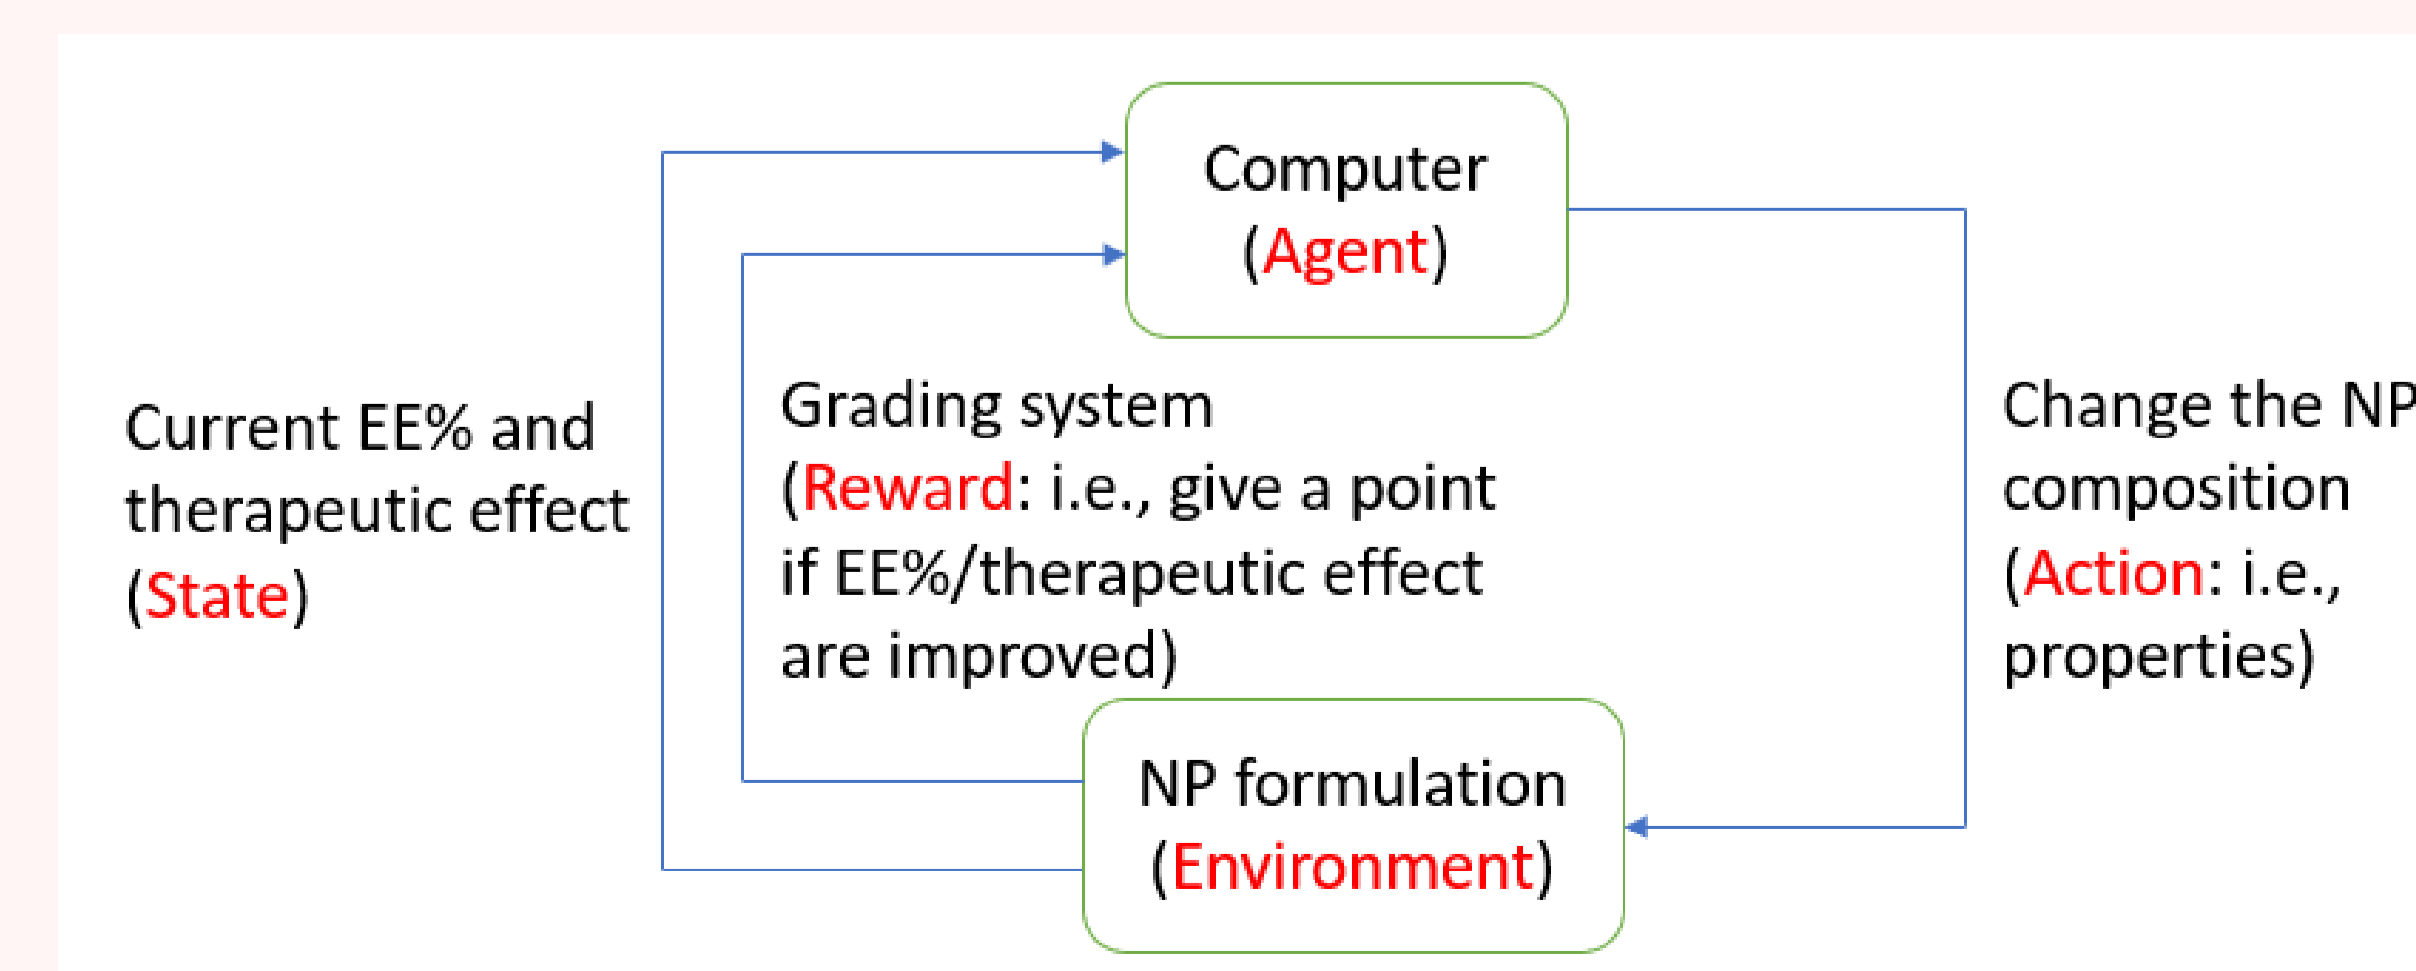 Computer
(Agent)
Current EE% and
therapeutic effect
(State)
Grading system
(Reward: i.e., give a point
if EE%/therapeutic effect
are improved)
Change the NP
composition
(Action: i.e.,
properties)
NP formulation
(Environment)